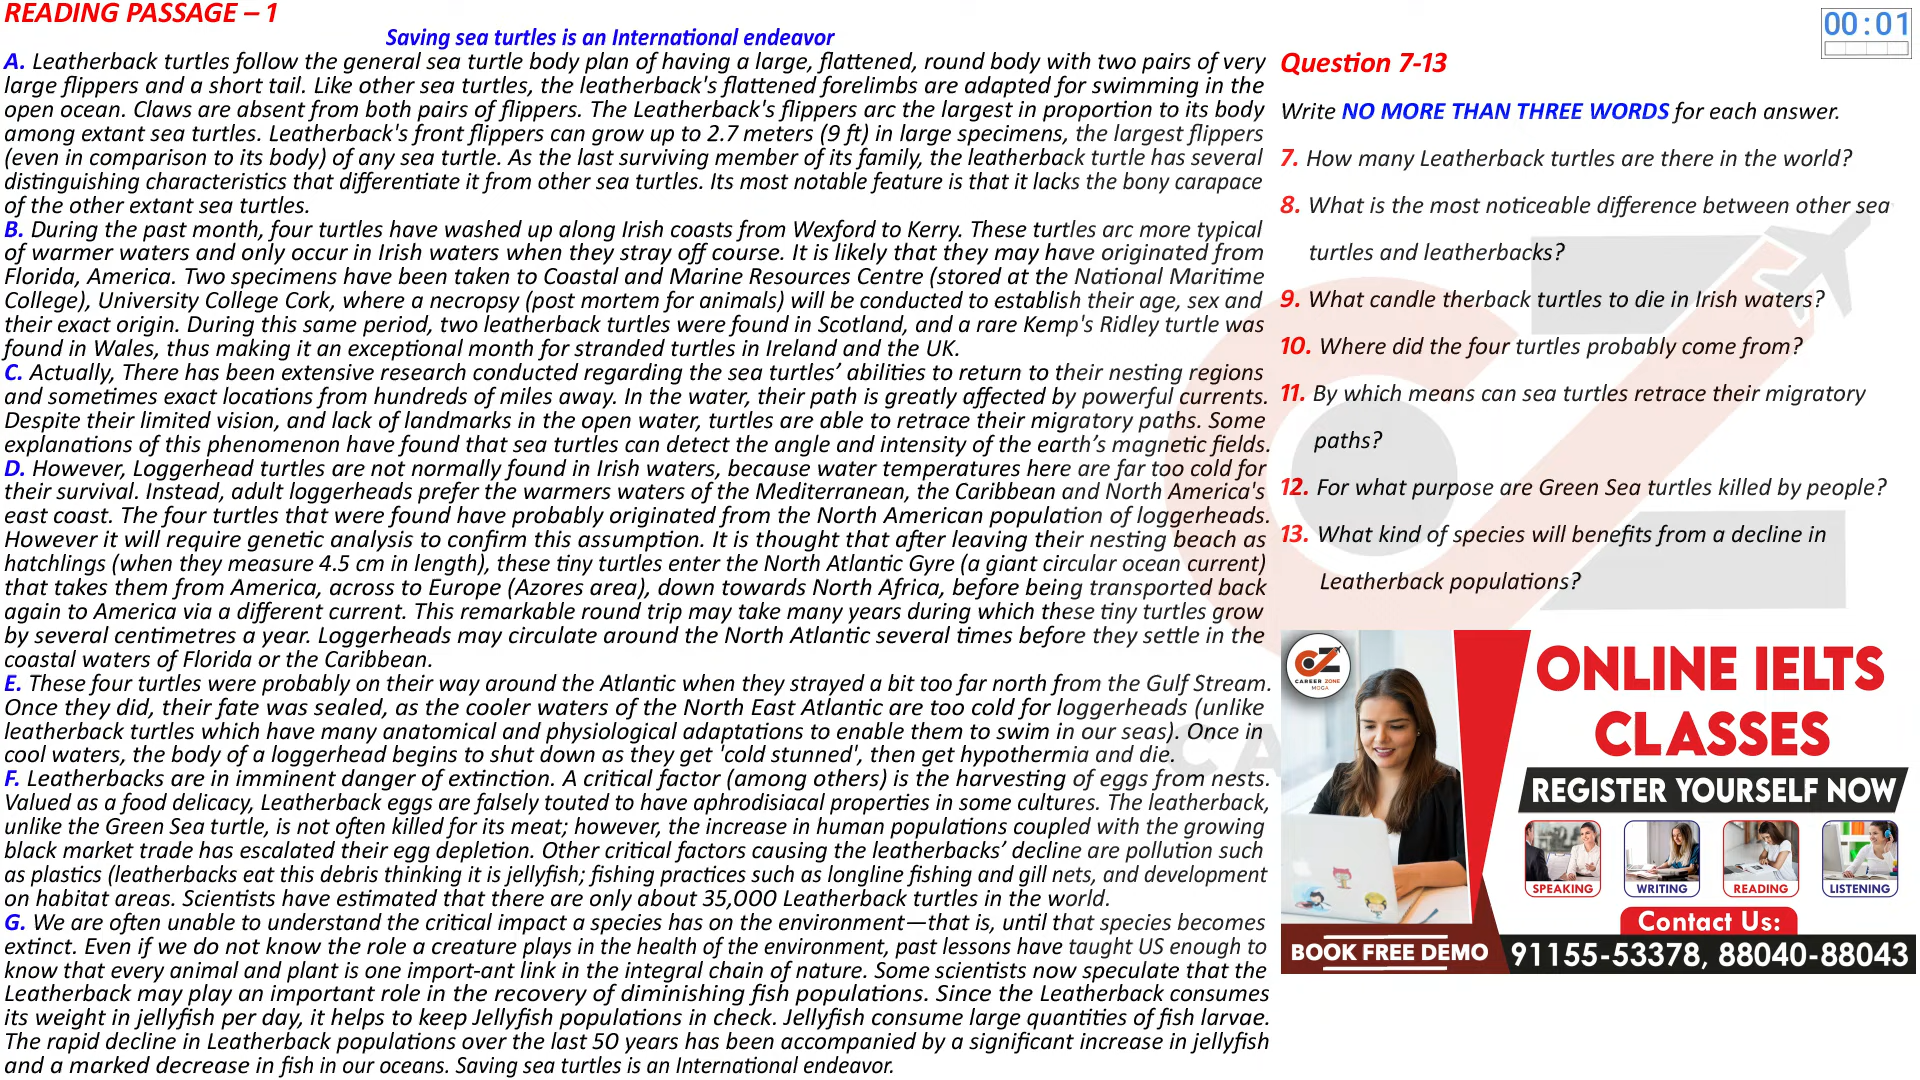 READING PASSAGE – 1
Saving sea turtles is an International endeavor
A. Leatherback turtles follow the general sea turtle body plan of having a large, flattened, round body with two pairs of very
large flippers and a short tail. Like other sea turtles, the leatherback's flattened forelimbs are adapted for swimming in the
open ocean. Claws are absent from both pairs of flippers. The Leatherback's flippers arc the largest in proportion to its body
among extant sea turtles. Leatherback's front flippers can grow up to 2.7 meters (9 ft) in large specimens, the largest flippers
(even in comparison to its body) of any sea turtle. As the last surviving member of its family, the leatherback turtle has several
distinguishing characteristics that differentiate it from other sea turtles. Its most notable feature is that it lacks the bony carapace
of the other extant sea turtles.
B. During the past month, four turtles have washed up along Irish coasts from Wexford to Kerry. These turtles arc more typical
of warmer waters and only occur in Irish waters when they stray off course. It is likely that they may have originated from
Florida, America. Two specimens have been taken to Coastal and Marine Resources Centre (stored at the National Maritime
College), University College Cork, where a necropsy (post mortem for animals) will be conducted to establish their age, sex and
their exact origin. During this same period, two leatherback turtles were found in Scotland, and a rare Kemp's Ridley turtle was
found in Wales, thus making it an exceptional month for stranded turtles in Ireland and the UK.
C. Actually, There has been extensive research conducted regarding the sea turtles’ abilities to return to their nesting regions
and sometimes exact locations from hundreds of miles away. In the water, their path is greatly affected by powerful currents.
Despite their limited vision, and lack of landmarks in the open water, turtles are able to retrace their migratory paths. Some
explanations of this phenomenon have found that sea turtles can detect the angle and intensity of the earth’s magnetic fields.
D. However, Loggerhead turtles are not normally found in Irish waters, because water temperatures here are far too cold for
their survival. Instead, adult loggerheads prefer the warmers waters of the Mediterranean, the Caribbean and North America's
east coast. The four turtles that were found have probably originated from the North American population of loggerheads.
However it will require genetic analysis to confirm this assumption. It is thought that after leaving their nesting beach as
hatchlings (when they measure 4.5 cm in length), these tiny turtles enter the North Atlantic Gyre (a giant circular ocean current)
that takes them from America, across to Europe (Azores area), down towards North Africa, before being transported back
again to America via a different current. This remarkable round trip may take many years during which these tiny turtles grow
by several centimetres a year. Loggerheads may circulate around the North Atlantic several times before they settle in the
coastal waters of Florida or the Caribbean.
E. These four turtles were probably on their way around the Atlantic when they strayed a bit too far north from the Gulf Stream.
Once they did, their fate was sealed, as the cooler waters of the North East Atlantic are too cold for loggerheads (unlike
leatherback turtles which have many anatomical and physiological adaptations to enable them to swim in our seas). Once in
cool waters, the body of a loggerhead begins to shut down as they get 'cold stunned', then get hypothermia and die.
F. Leatherbacks are in imminent danger of extinction. A critical factor (among others) is the harvesting of eggs from nests.
Valued as a food delicacy, Leatherback eggs are falsely touted to have aphrodisiacal properties in some cultures. The leatherback,
unlike the Green Sea turtle, is not often killed for its meat; however, the increase in human populations coupled with the growing
black market trade has escalated their egg depletion. Other critical factors causing the leatherbacks’ decline are pollution such
as plastics (leatherbacks eat this debris thinking it is jellyfish; fishing practices such as longline fishing and gill nets, and development
on habitat areas. Scientists have estimated that there are only about 35,000 Leatherback turtles in the world.
G. We are often unable to understand the critical impact a species has on the environment—that is, until that species becomes
extinct. Even if we do not know the role a creature plays in the health of the environment, past lessons have taught US enough to
know that every animal and plant is one import-ant link in the integral chain of nature. Some scientists now speculate that the
Leatherback may play an important role in the recovery of diminishing fish populations. Since the Leatherback consumes
its weight in jellyfish per day, it helps to keep Jellyfish populations in check. Jellyfish consume large quantities of fish larvae.
The rapid decline in Leatherback populations over the last 50 years has been accompanied by a significant increase in jellyfish
and a marked decrease in fish in our oceans. Saving sea turtles is an International endeavor.
00:01
Question 7-13
Write NO MORE THAN THREE WORDS for each answer.
7. How many Leatherback turtles are there in the world?
8. What is the most noticeable difference between other sea
turtles and leatherbacks?
9. What candle therback turtles to die in Irish waters?
10. Where did the four turtles probably come from?
11. By which means can sea turtles retrace their migratory
paths?
12. For what purpose are Green Sea turtles killed by people?
13. What kind of species will benefits from a decline in
Leatherback populations?
CAREER ZONE
MOGA
ONLINE IELTS
CLASSES
REGISTER YOURSELF NOW
SPEAKING
WRITING
READING
LISTENING
Contact Us:
BOOK FREE DEMO
91155-53378, 88040-88043